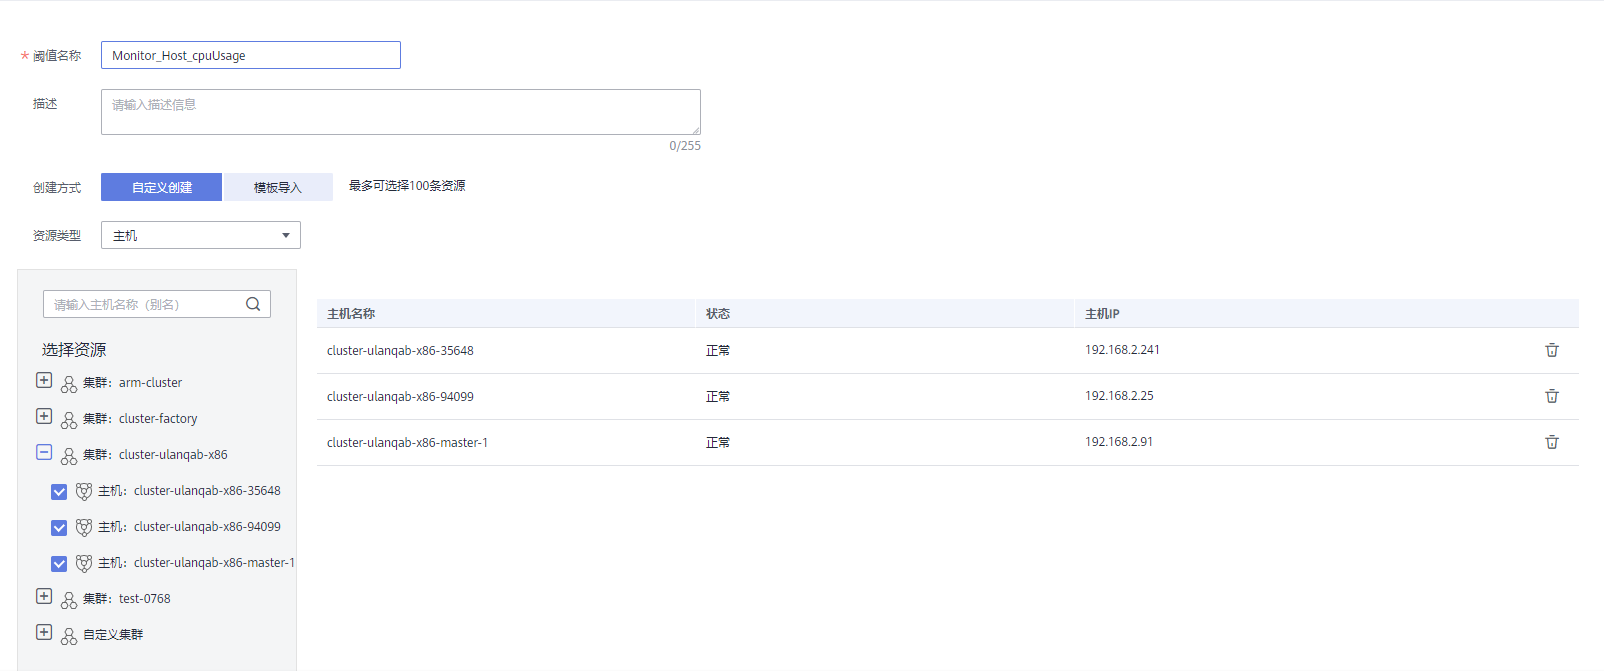 * 阈值名称 Monitor_Host_cpuUsage
描述 请输入描述信息
0/255
创建方式 自定义创建 模板导入 最多可选择100条资源
资源类型 主机
请输入主机名称（别名）
选择资源
集群：arm-cluster
集群：cluster-factory
集群：cluster-ulanqab-x86
主机：cluster-ulanqab-x86-35648
主机：cluster-ulanqab-x86-94099
主机：cluster-ulanqab-x86-master-1
集群：test-0768
自定义集群
主机名称 状态 主机IP
cluster-ulanqab-x86-35648 正常 192.168.2.241
cluster-ulanqab-x86-94099 正常 192.168.2.25
cluster-ulanqab-x86-master-1 正常 192.168.2.91